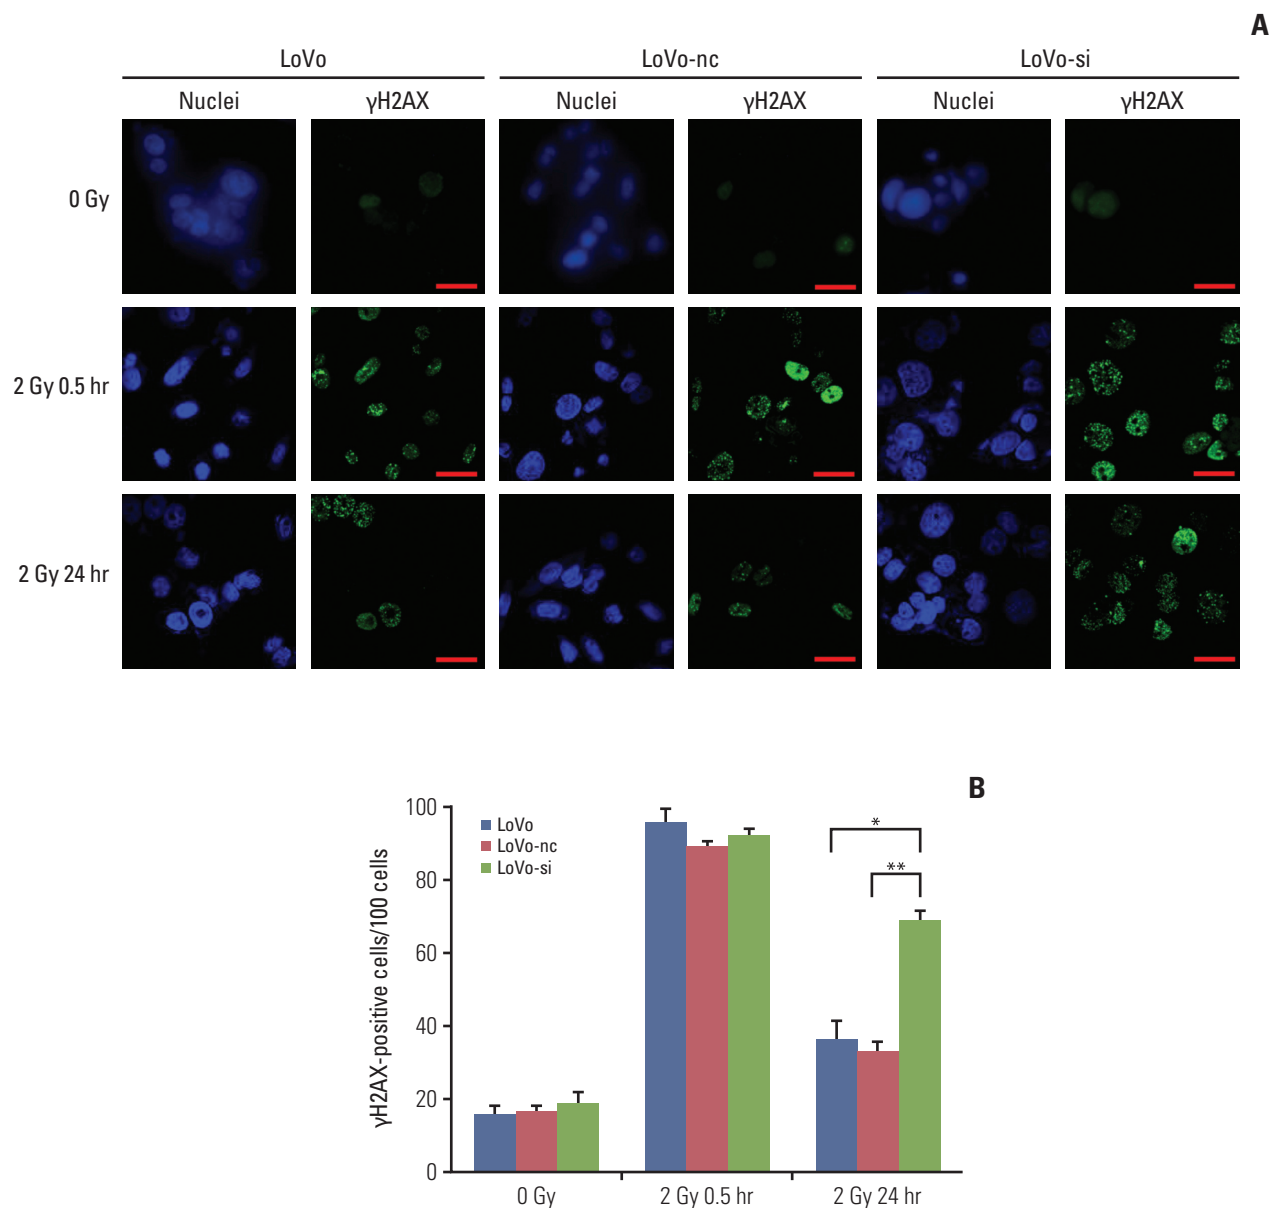 A
LoVo LoVo-nc LoVo-si
Nuclei γH2AX Nuclei γH2AX Nuclei γH2AX
0 Gy
2 Gy 0.5 hr
2 Gy 24 hr
B
γH2AX-positive cells/100 cells
100
80
60
40
20
0
LoVo
LoVo-nc
LoVo-si
*
**
0 Gy 2 Gy 0.5 hr 2 Gy 24 hr